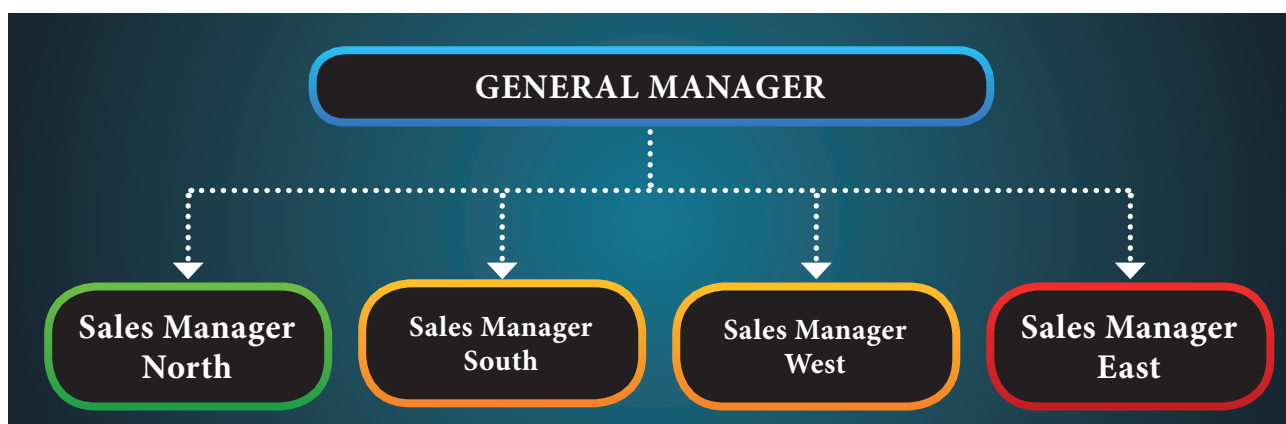 GENERAL MANAGER
Sales Manager
North
Sales Manager
South
Sales Manager
West
Sales Manager
East